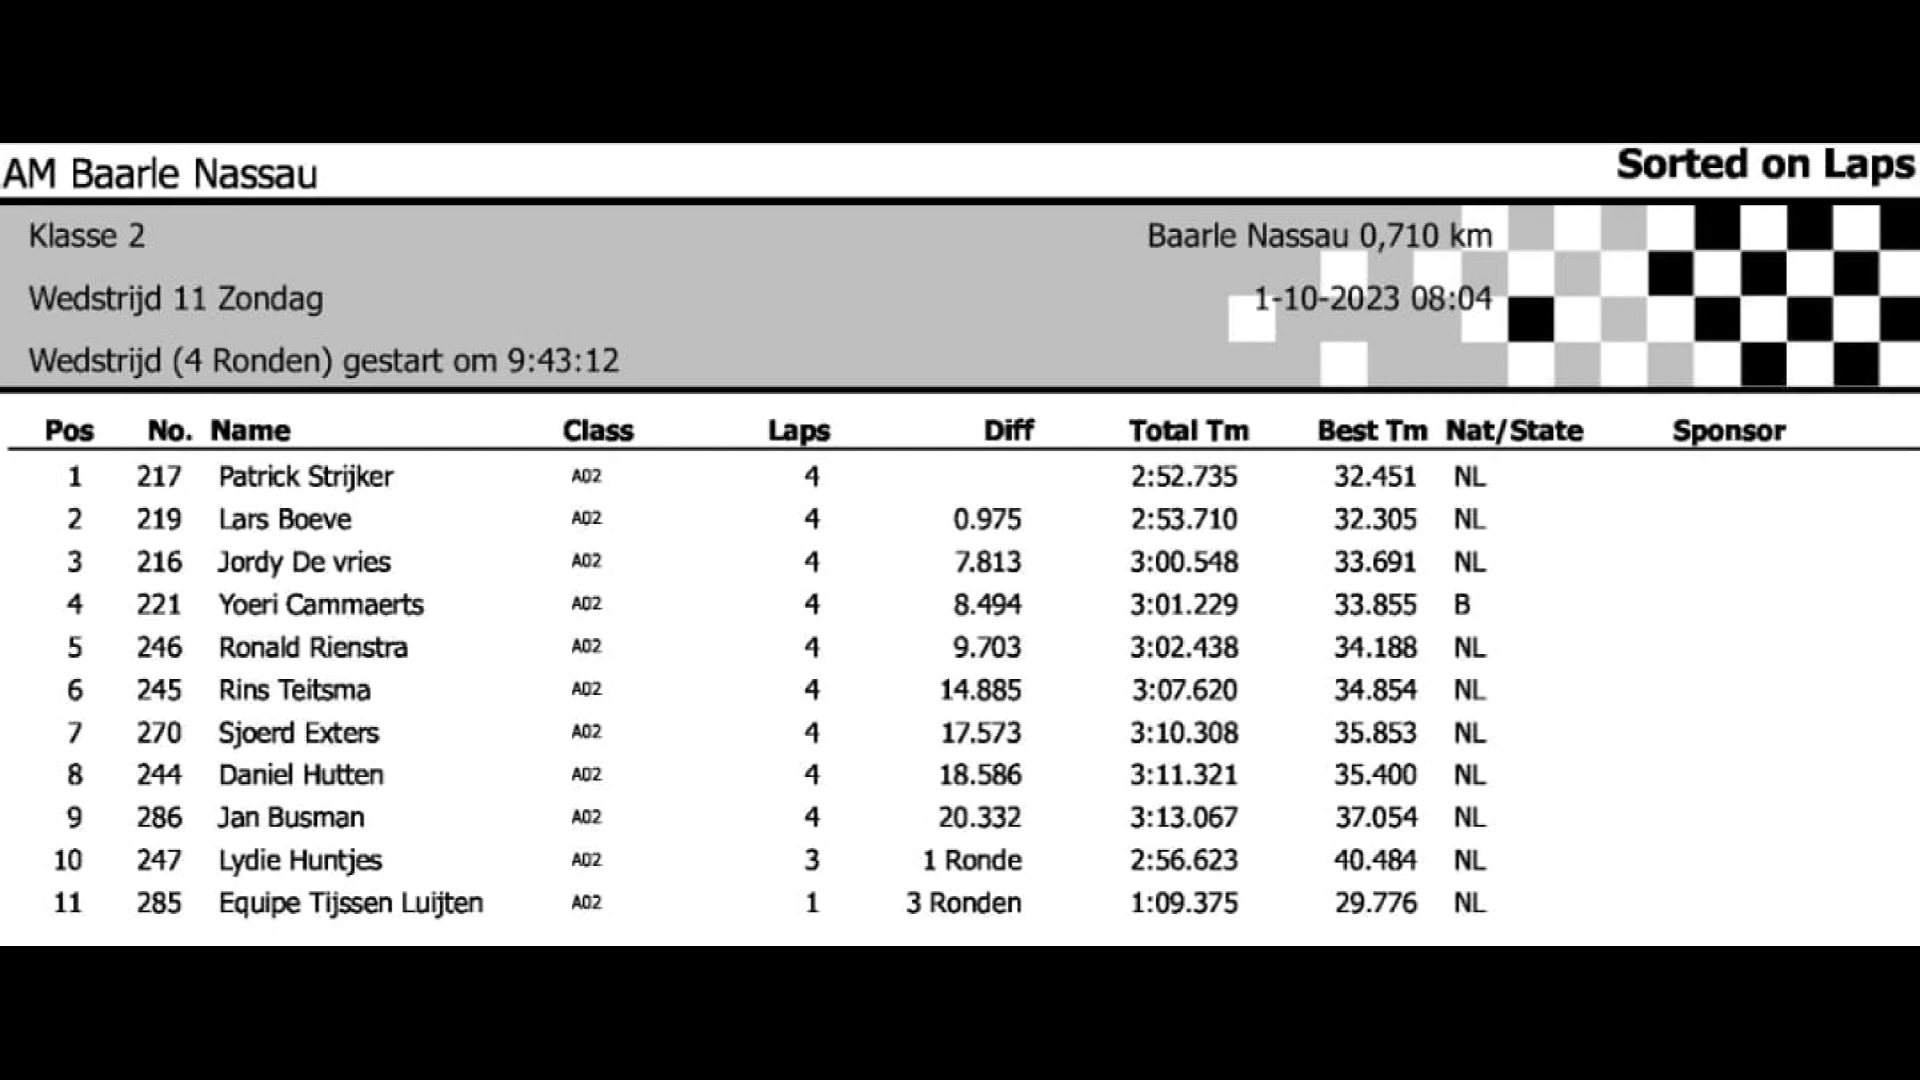 AM Baarle Nassau
Sorted on Laps
Klasse 2
Baarle Nassau 0,710 km
Wedstrijd 11 Zondag
1-10-2023 08:04
Wedstrijd (4 Ronden) gestart om 9:43:12
Pos No. Name Class Laps Diff Total Tm Best Tm Nat/State Sponsor
1 217 Patrick Strijker A02 4 2:52.735 32.451 NL
2 219 Lars Boeve A02 4 0.975 2:53.710 32.305 NL
3 216 Jordy De vries A02 4 7.813 3:00.548 33.691 NL
4 221 Yoeri Cammaerts A02 4 8.494 3:01.229 33.855 B
5 246 Ronald Rienstra A02 4 9.703 3:02.438 34.188 NL
6 245 Rins Teitsma A02 4 14.885 3:07.620 34.854 NL
7 270 Sjoerd Exters A02 4 17.573 3:10.308 35.853 NL
8 244 Daniel Hutten A02 4 18.586 3:11.321 35.400 NL
9 286 Jan Busman A02 4 20.332 3:13.067 37.054 NL
10 247 Lydie Huntjes A02 3 1 Ronde 2:56.623 40.484 NL
11 285 Equipe Tijssen Luijten A02 1 3 Ronden 1:09.375 29.776 NL